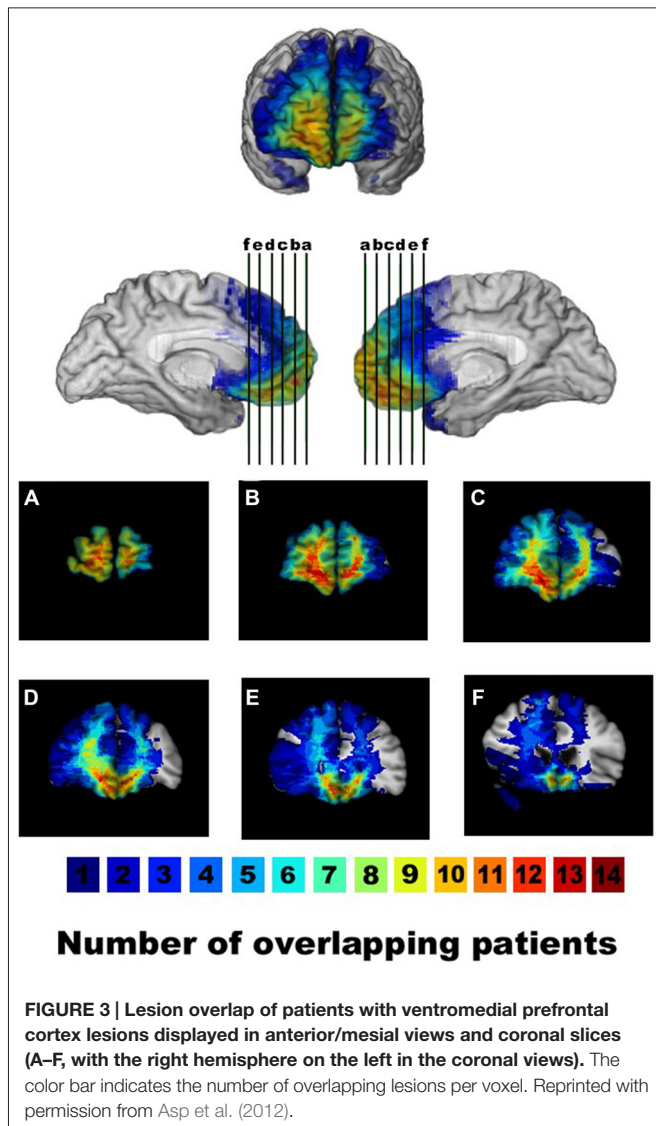 f e d c b a
a b c d e f
A
B
C
D
E
F
1 2 3 4 5 6 7 8 9 10 11 12 13 14
Number of overlapping patients
FIGURE 3 | Lesion overlap of patients with ventromedial prefrontal
cortex lesions displayed in anterior/mesial views and coronal slices
(A–F, with the right hemisphere on the left in the coronal views). The
color bar indicates the number of overlapping lesions per voxel. Reprinted with
permission from Asp et al. (2012).